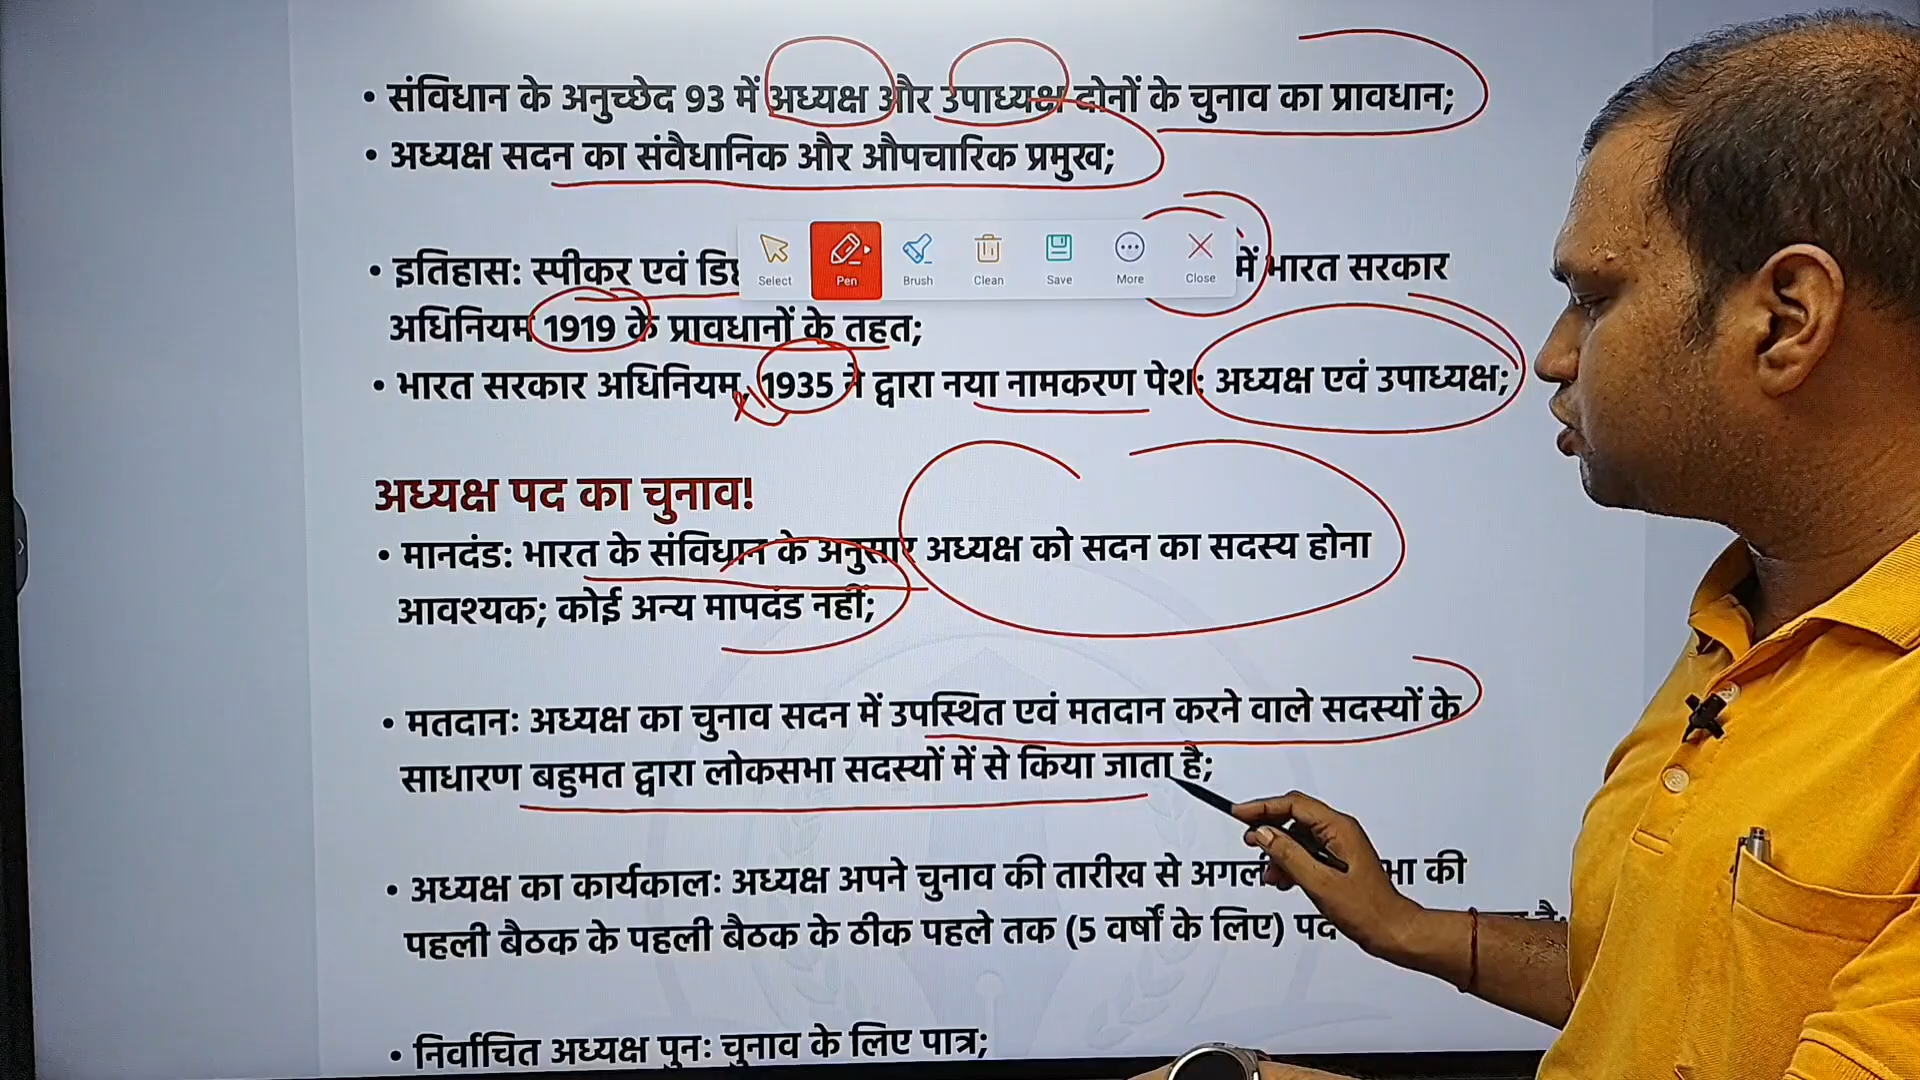 • संविधान के अनुच्छेद 93 में अध्यक्ष और उपाध्यक्ष दोनों के चुनाव का प्रावधान;
• अध्यक्ष सदन का संवैधानिक और औपचारिक प्रमुख;
• इतिहास: स्पीकर एवं में भारत सरकार
Select Pen Brush Clean Save More Close
अधिनियम 1919 के प्रावधानों के तहत;
• भारत सरकार अधिनियम, 1935 ने द्वारा नया नामकरण पेश: अध्यक्ष एवं उपाध्यक्ष;
अध्यक्ष पद का चुनाव!
• मानदंड: भारत के संविधान के अनुसार अध्यक्ष को सदन का सदस्य होना
आवश्यक; कोई अन्य मापदंड नहीं;
• मतदान: अध्यक्ष का चुनाव सदन में उपस्थित एवं मतदान करने वाले सदस्यों के
साधारण बहुमत द्वारा लोकसभा सदस्यों में से किया जाता है;
• अध्यक्ष का कार्यकाल: अध्यक्ष अपने चुनाव की तारीख से की
पहली बैठक के पहली बैठक के ठीक पहले तक (5 वर्षों के लिए) पद है;
• निर्वाचित अध्यक्ष पुन: चुनाव के लिए पात्र;